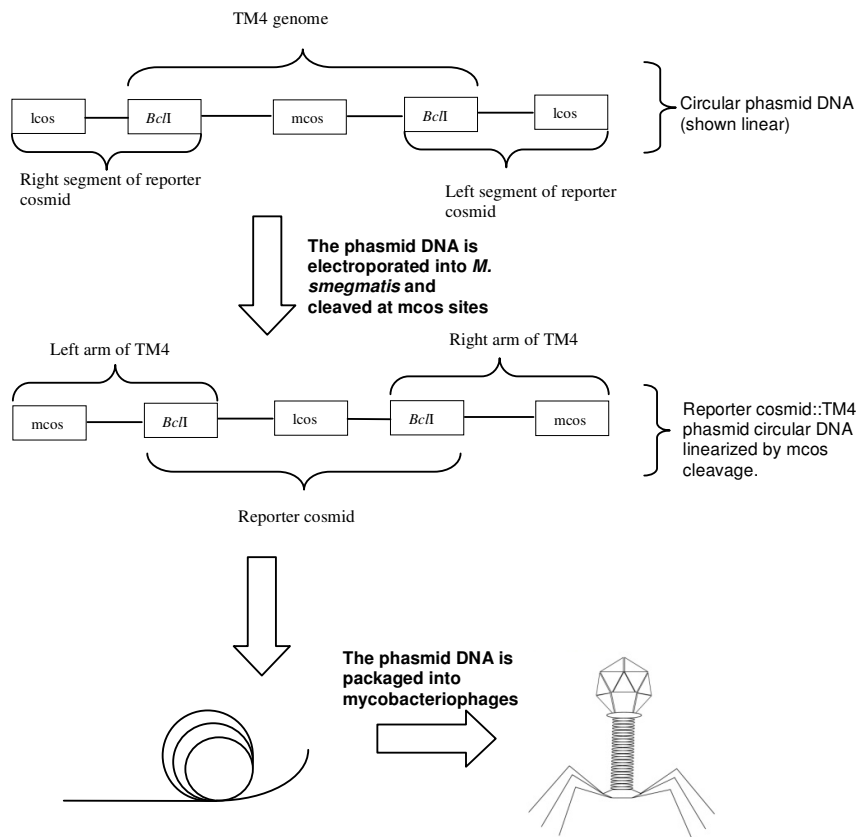 TM4 genome
lcos
BclI
mcos
BclI
lcos
Circular phasmid DNA
(shown linear)
Right segment of reporter
cosmid
Left segment of reporter
cosmid
The phasmid DNA is
electroporated into M.
smegmatis and
cleaved at mcos sites
Left arm of TM4
Right arm of TM4
mcos
BclI
lcos
BclI
mcos
Reporter cosmid::TM4
phasmid circular DNA
linearized by mcos
cleavage.
Reporter cosmid
The phasmid DNA is
packaged into
mycobacteriophages